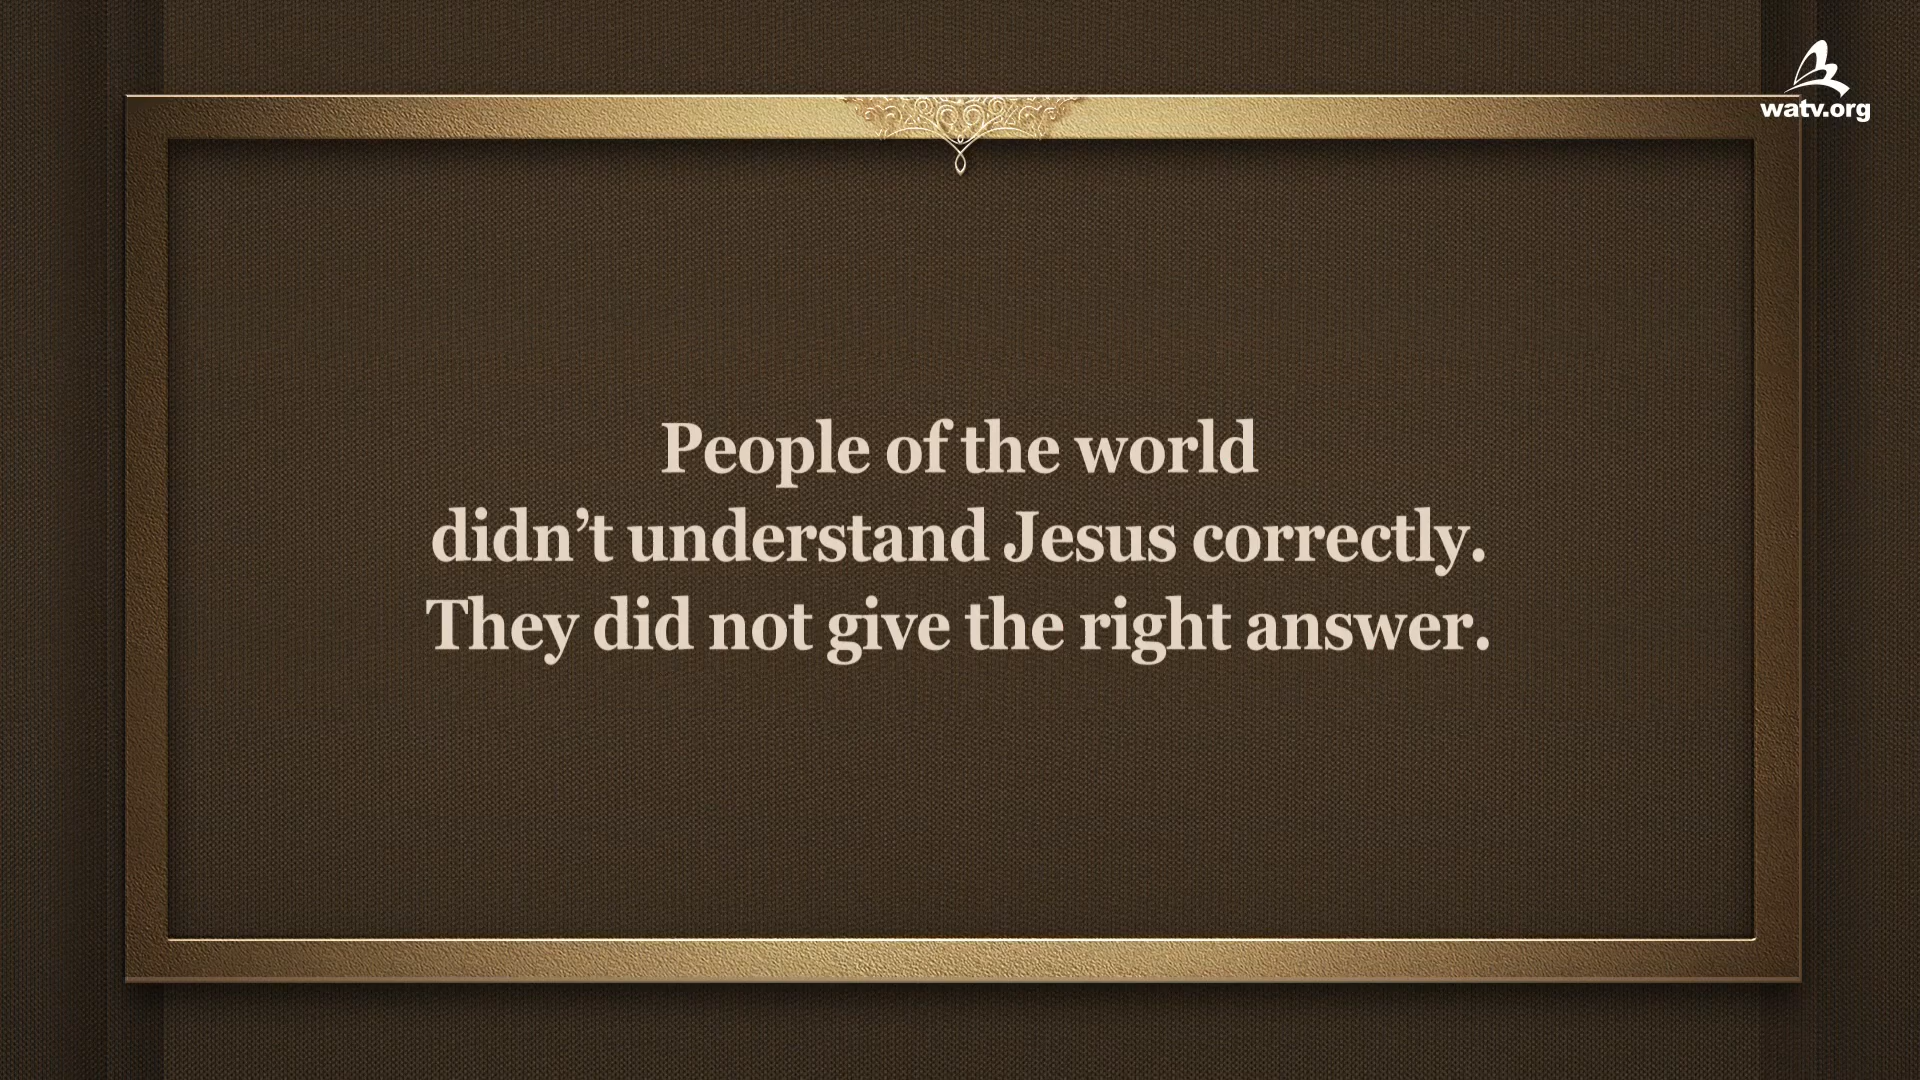 watv.org
People of the world
didn’t understand Jesus correctly.
They did not give the right answer.